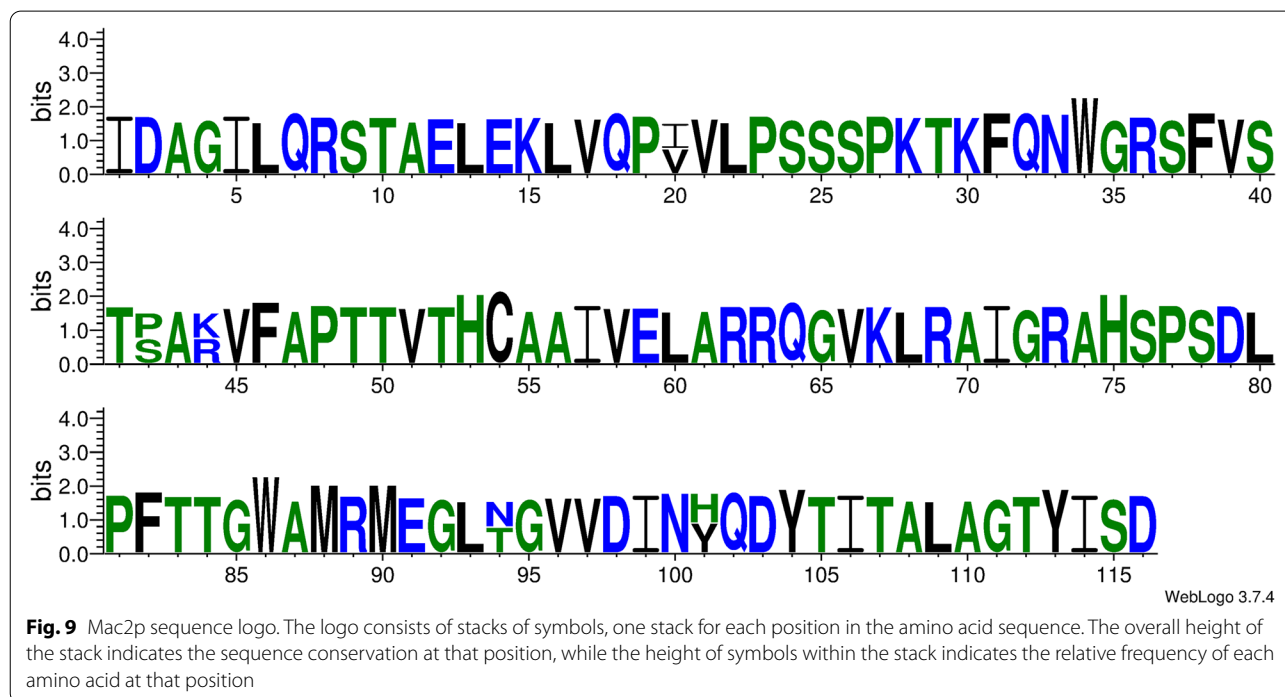 4.0
3.0
2.0
1.0
0.0
bits
IDAGILQRSTAELEKLVQPIVLPSSSPKTKFQNWGRSFVS
V
5 10 15 20 25 30 35 40
4.0
3.0
2.0
1.0
0.0
bits
TPAKVFAPTTVTHCAAIVELARRQGVKLRAIGRAHSPSDL
S R
45 50 55 60 65 70 75 80
4.0
3.0
2.0
1.0
0.0
bits
PFTTGWAMRMEGLNGVVDINHQDYTITALAGTYISD
T Y
85 90 95 100 105 110 115
WebLogo 3.7.4
Fig. 9 Mac2p sequence logo. The logo consists of stacks of symbols, one stack for each position in the amino acid sequence. The overall height of
the stack indicates the sequence conservation at that position, while the height of symbols within the stack indicates the relative frequency of each
amino acid at that position